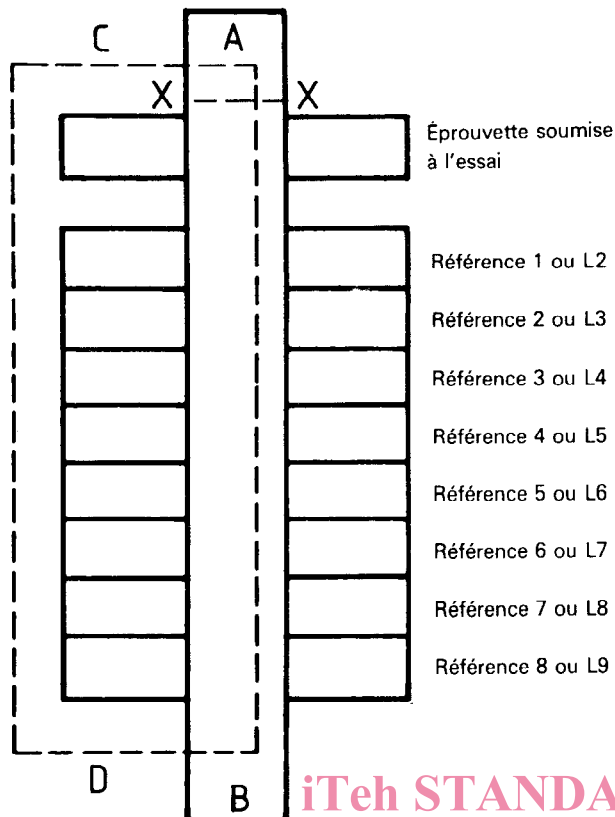 C
A
X
X
Éprouvette soumise
à l'essai
Référence 1 ou L2
Référence 2 ou L3
Référence 3 ou L4
Référence 4 ou L5
Référence 5 ou L6
Référence 6 ou L7
Référence 7 ou L8
Référence 8 ou L9
D
B
iTeh STANDA